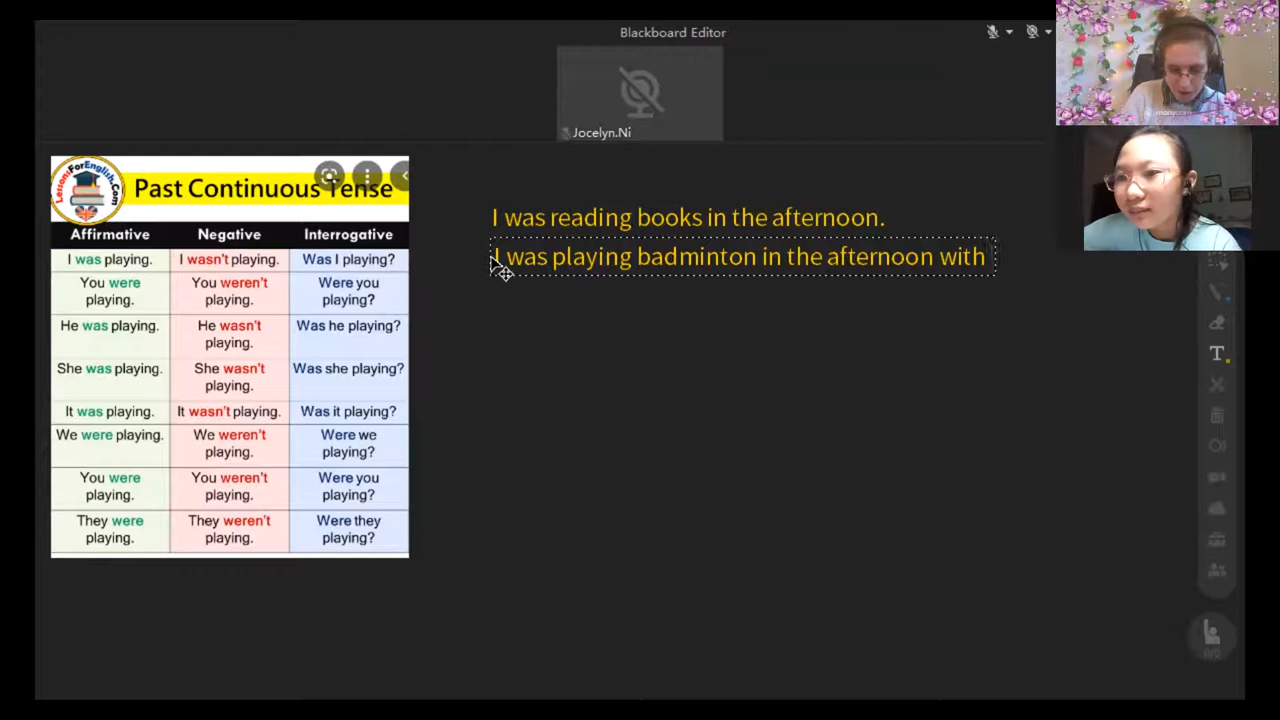 Blackboard Editor
Jocelyn.Ni
LessonsForEnglish.Com
Past Continuous Tense
Affirmative Negative Interrogative
I was playing. I wasn't playing. Was I playing?
You were playing. You weren't playing. Were you playing?
He was playing. He wasn't playing. Was he playing?
She was playing. She wasn't playing. Was she playing?
It was playing. It wasn't playing. Was it playing?
We were playing. We weren't playing. Were we playing?
You were playing. You weren't playing. Were you playing?
They were playing. They weren't playing. Were they playing?
I was reading books in the afternoon.
I was playing badminton in the afternoon with
T
0/0